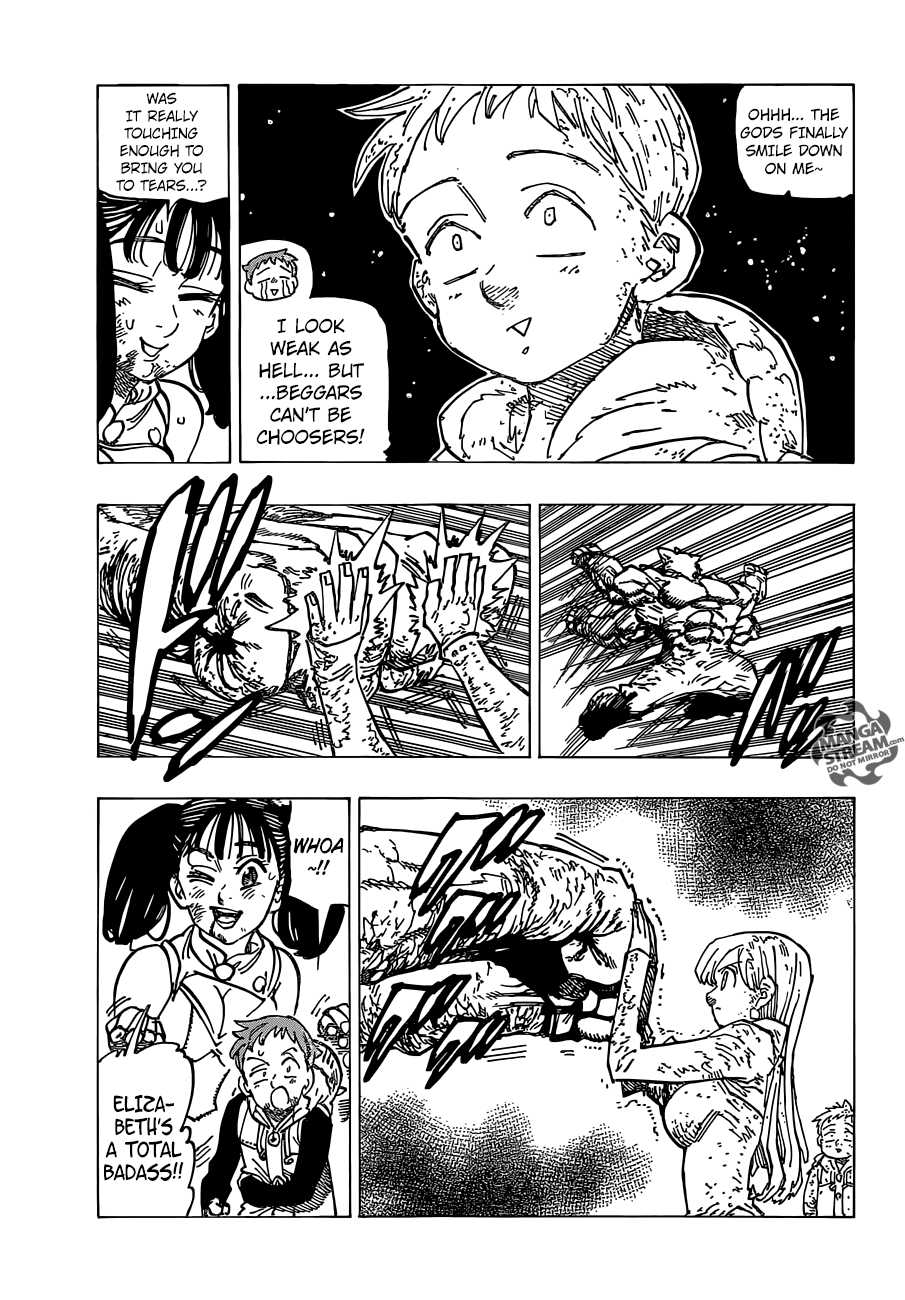 OHHH... THE
GODS FINALLY
SMILE DOWN
ON ME~
I LOOK
WEAK AS
HELL... BUT
...BEGGARS
CAN'T BE
CHOOSERS!
WAS
IT REALLY
TOUCHING
ENOUGH TO
BRING YOU
TO TEARS...?
MANGA
STREAM.com
DO NOT MIRROR
WHOA
~!!
ELIZA-
BETH'S
A TOTAL
BADASS!!